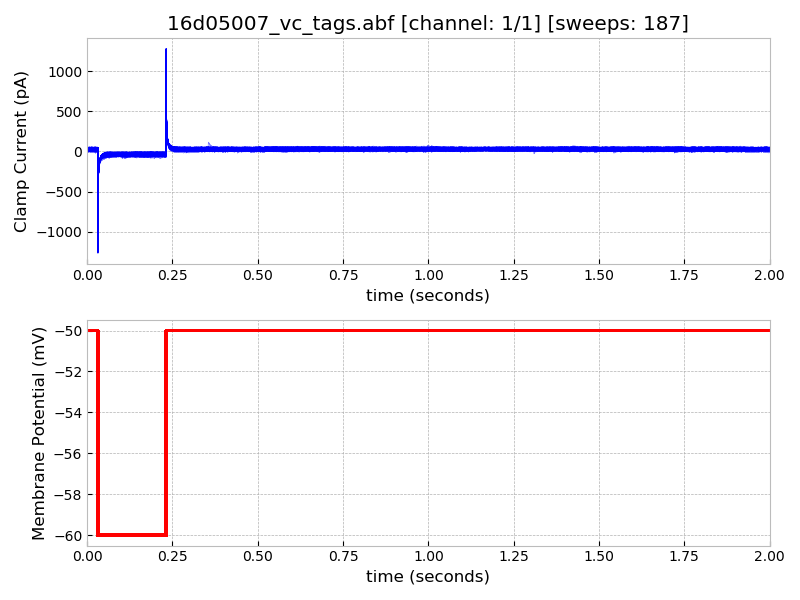 16d05007_vc_tags.abf [channel: 1/1] [sweeps: 187]
Clamp Current (pA)
1000
500
0
−500
−1000
0.00 0.25 0.50 0.75 1.00 1.25 1.50 1.75 2.00
time (seconds)
Membrane Potential (mV)
−50
−52
−54
−56
−58
−60
0.00 0.25 0.50 0.75 1.00 1.25 1.50 1.75 2.00
time (seconds)